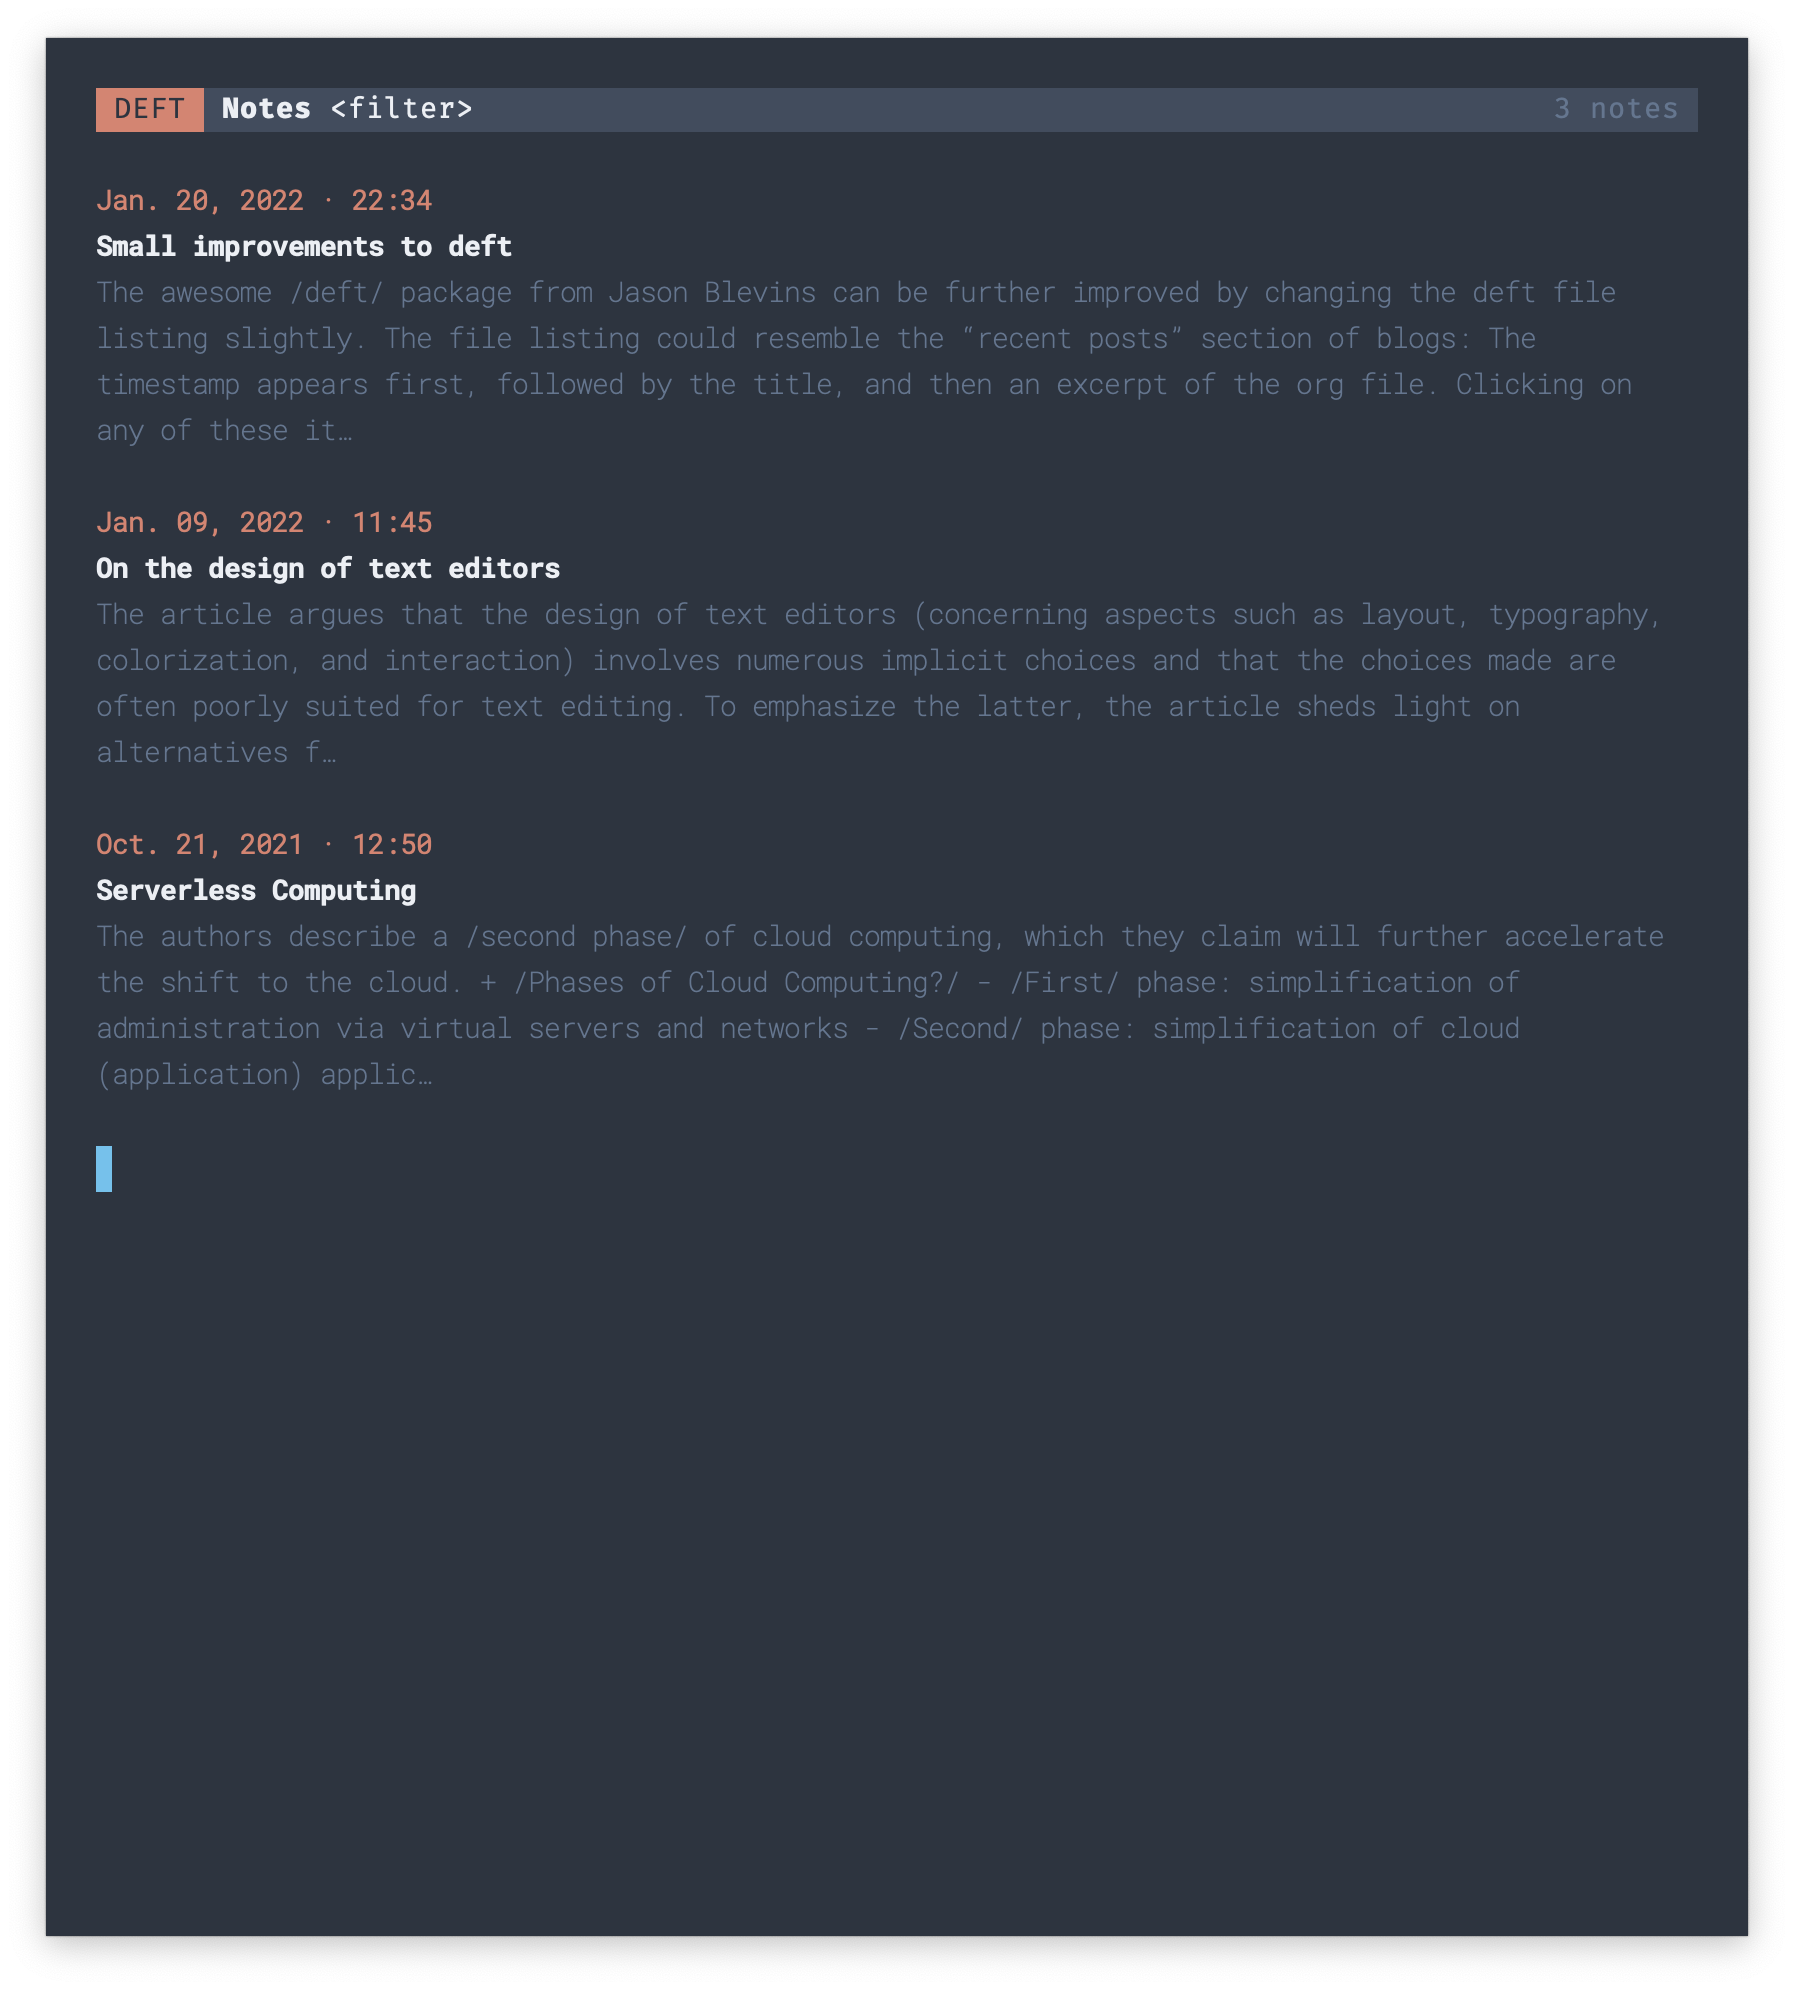 DEFT Notes <filter> 3 notes
Jan. 20, 2022 · 22:34
Small improvements to deft
The awesome /deft/ package from Jason Blevins can be further improved by changing the deft file
listing slightly. The file listing could resemble the “recent posts” section of blogs: The
timestamp appears first, followed by the title, and then an excerpt of the org file. Clicking on
any of these it…
Jan. 09, 2022 · 11:45
On the design of text editors
The article argues that the design of text editors (concerning aspects such as layout, typography,
colorization, and interaction) involves numerous implicit choices and that the choices made are
often poorly suited for text editing. To emphasize the latter, the article sheds light on
alternatives f…
Oct. 21, 2021 · 12:50
Serverless Computing
The authors describe a /second phase/ of cloud computing, which they claim will further accelerate
the shift to the cloud. + /Phases of Cloud Computing?/ - /First/ phase: simplification of
administration via virtual servers and networks - /Second/ phase: simplification of cloud
(application) applic…